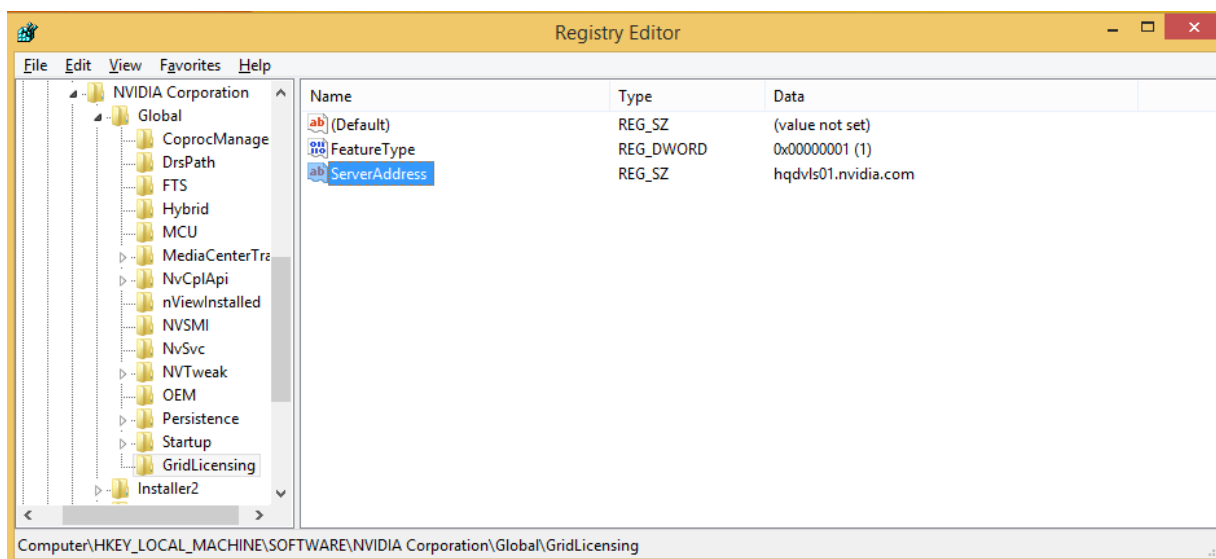 Registry Editor
File Edit View Favorites Help
NVIDIA Corporation
Global
CoprocManage
DrsPath
FTS
Hybrid
MCU
MediaCenterTra
NvCplApi
nViewInstalled
NVSMI
NvSvc
NVTweak
OEM
Persistence
Startup
GridLicensing
Installer2
Name Type Data
ab (Default) REG_SZ (value not set)
FeatureType REG_DWORD 0x00000001 (1)
ab ServerAddress REG_SZ hqdvls01.nvidia.com
Computer\HKEY_LOCAL_MACHINE\SOFTWARE\NVIDIA Corporation\Global\GridLicensing